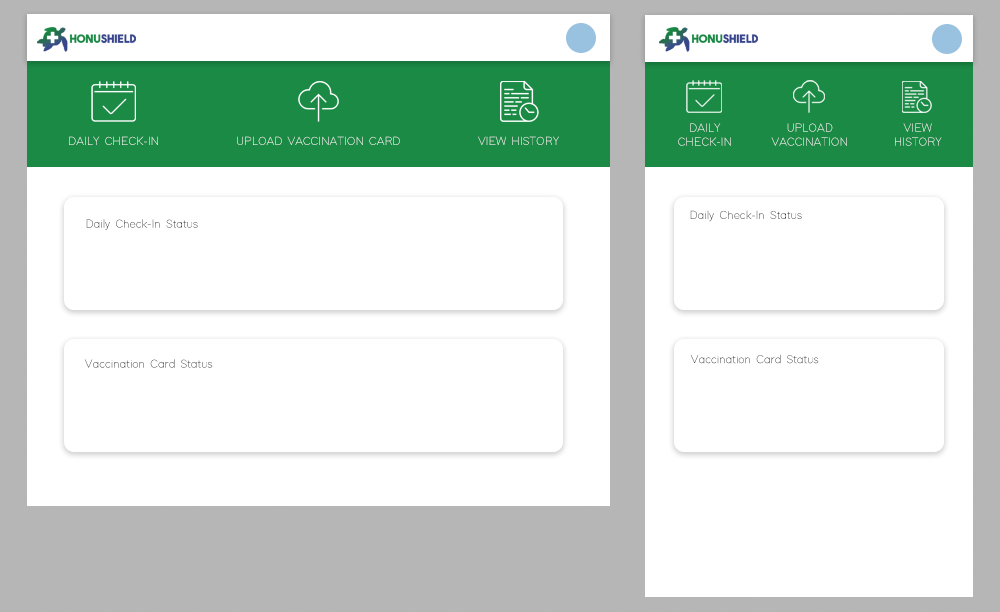 HONUSHIELD
DAILY CHECK-IN
UPLOAD VACCINATION CARD
VIEW HISTORY
Daily Check-In Status
Vaccination Card Status
HONUSHIELD
DAILY
CHECK-IN
UPLOAD
VACCINATION
VIEW
HISTORY
Daily Check-In Status
Vaccination Card Status